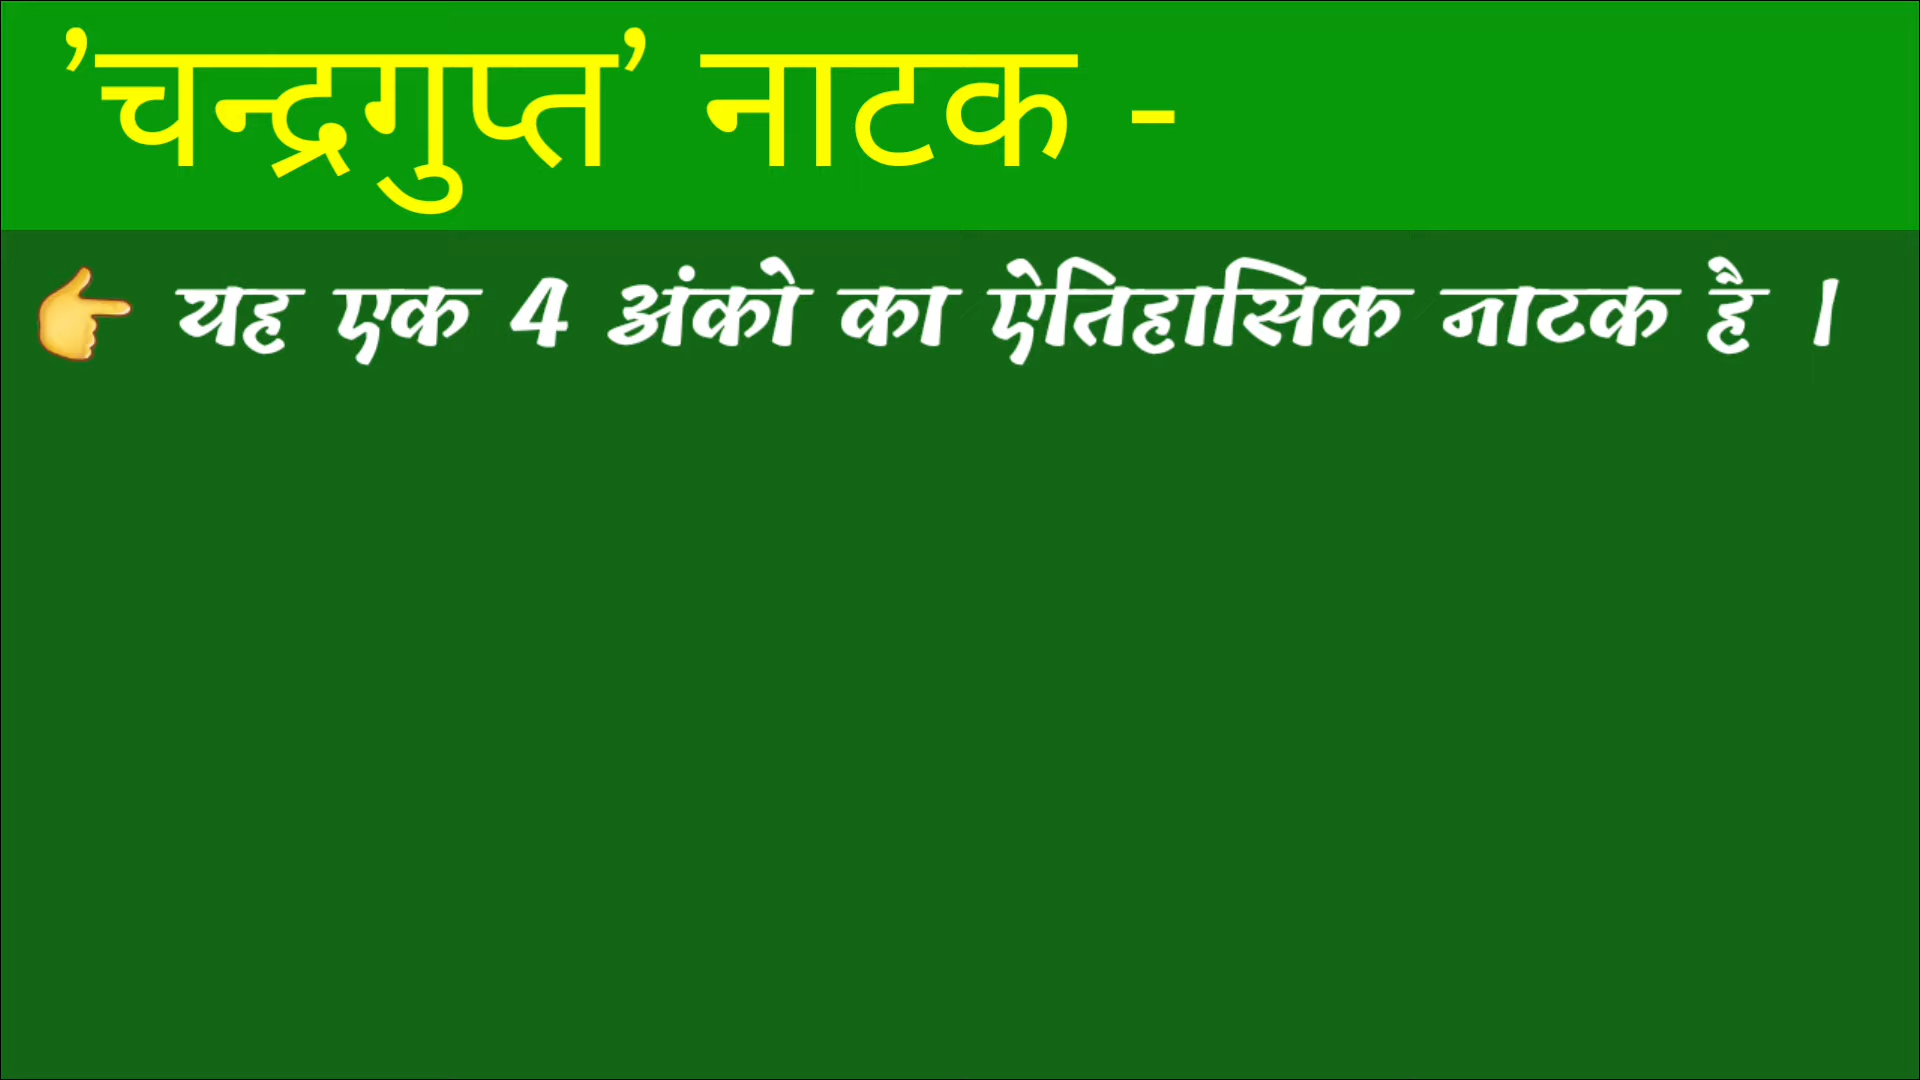 ’चन्द्रगुप्त’ नाटक -
👉 यह एक 4 अंको का ऐतिहासिक नाटक है ।